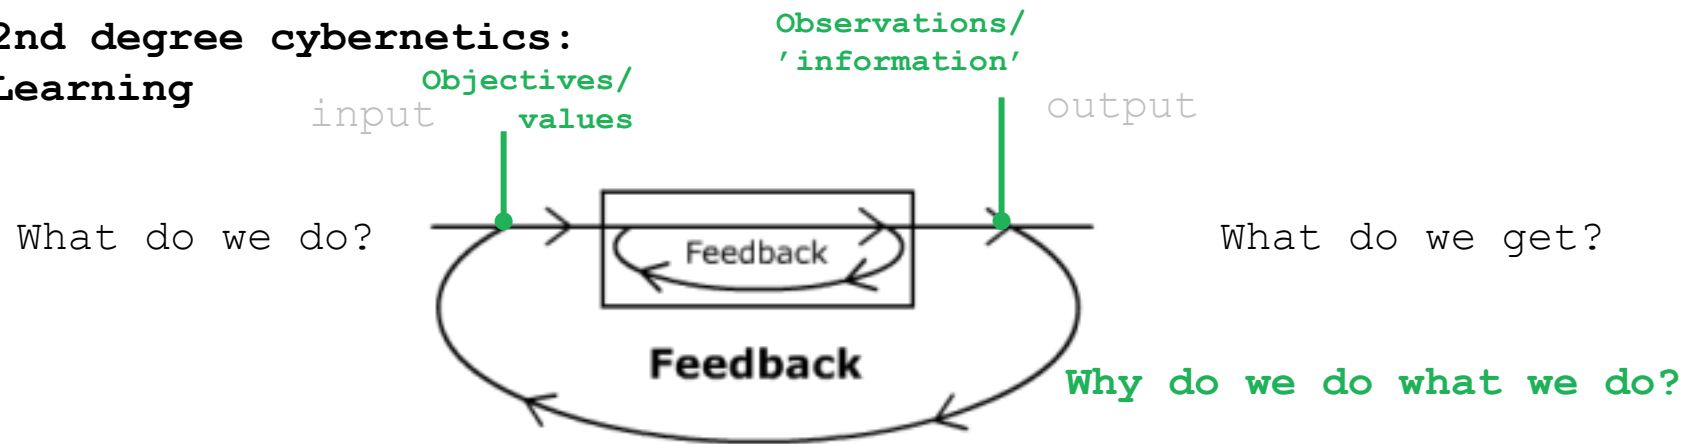 2nd degree cybernetics:
Learning
Objectives/
values
Observations/
’information’
input
output
What do we do?
Feedback
What do we get?
Feedback
Why do we do what we do?